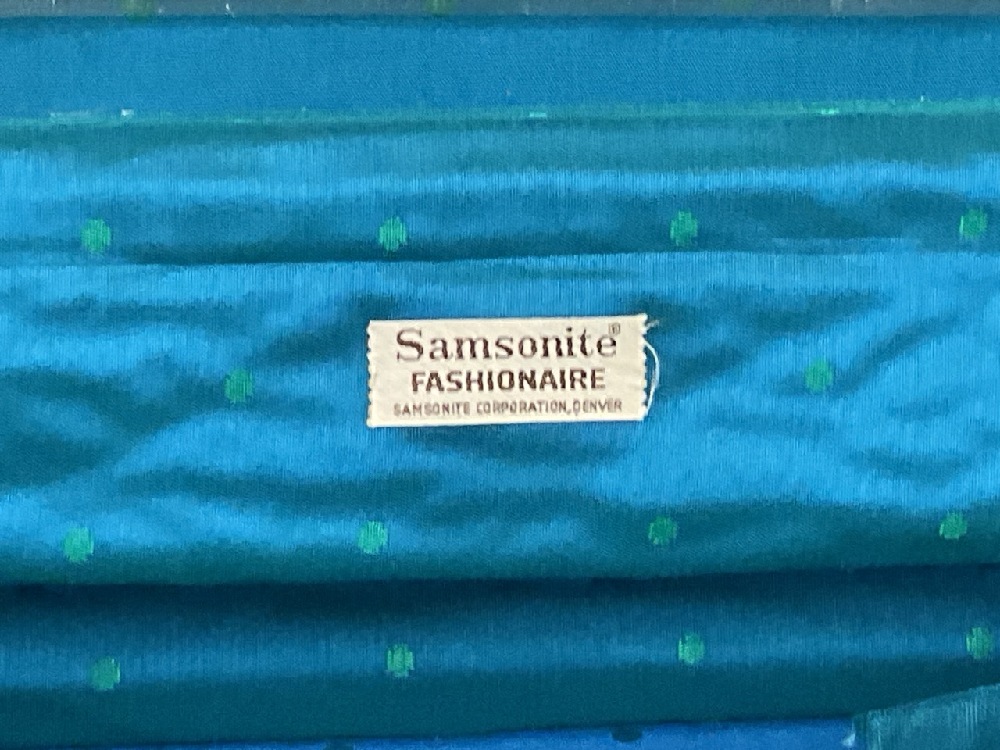 Samsonite®
FASHIONAIRE
SAMSONITE CORPORATION, DENVER